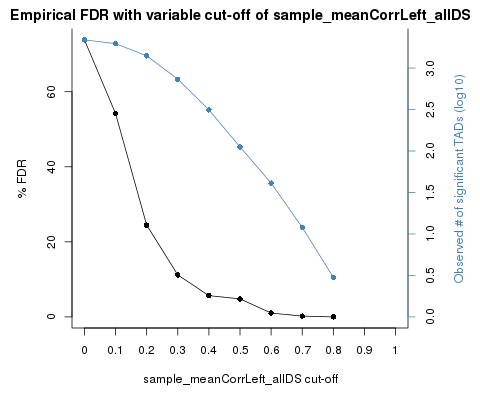 Empirical FDR with variable cut-off of sample_meanCorrLeft_allDS
% FDR
0
20
40
60
0.0
0.5
1.0
1.5
2.0
2.5
3.0
Observed # of significant TADs (log10)
0 0.1 0.2 0.3 0.4 0.5 0.6 0.7 0.8 0.9 1
sample_meanCorrLeft_allDS cut-off